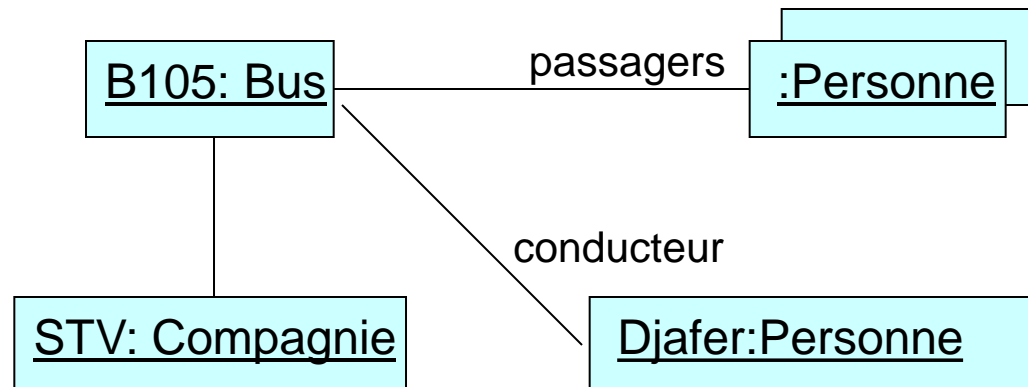 passagers
B105: Bus
:Personne
conducteur
STV: Compagnie
Djafer:Personne